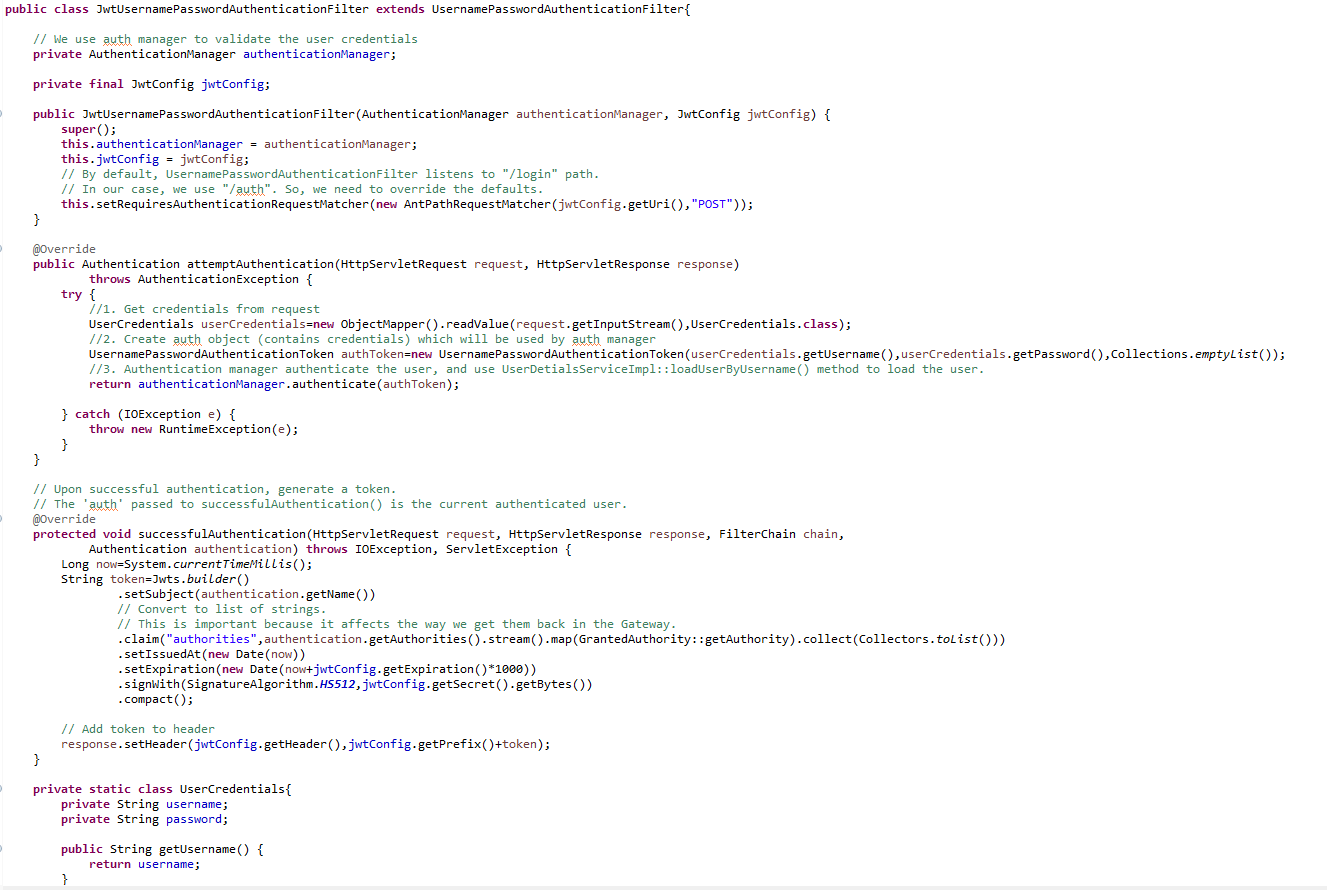 public class JwtUsernamePasswordAuthenticationFilter extends UsernamePasswordAuthenticationFilter{
// We use auth manager to validate the user credentials
private AuthenticationManager authenticationManager;
private final JwtConfig jwtConfig;
public JwtUsernamePasswordAuthenticationFilter(AuthenticationManager authenticationManager, JwtConfig jwtConfig) {
super();
this.authenticationManager = authenticationManager;
this.jwtConfig = jwtConfig;
// By default, UsernamePasswordAuthenticationFilter listens to "/login" path.
// In our case, we use "/auth". So, we need to override the defaults.
this.setRequiresAuthenticationRequestMatcher(new AntPathRequestMatcher(jwtConfig.getUri(),"POST"));
}
@Override
public Authentication attemptAuthentication(HttpServletRequest request, HttpServletResponse response)
throws AuthenticationException {
try {
//1. Get credentials from request
UserCredentials userCredentials=new ObjectMapper().readValue(request.getInputStream(),UserCredentials.class);
//2. Create auth object (contains credentials) which will be used by auth manager
UsernamePasswordAuthenticationToken authToken=new UsernamePasswordAuthenticationToken(userCredentials.getUsername(),userCredentials.getPassword(),Collections.emptyList());
//3. Authentication manager authenticate the user, and use UserDetialsServiceImpl::loadUserByUsername() method to load the user.
return authenticationManager.authenticate(authToken);
} catch (IOException e) {
throw new RuntimeException(e);
}
}
// Upon successful authentication, generate a token.
// The 'auth' passed to successfulAuthentication() is the current authenticated user.
@Override
protected void successfulAuthentication(HttpServletRequest request, HttpServletResponse response, FilterChain chain,
Authentication authentication) throws IOException, ServletException {
Long now=System.currentTimeMillis();
String token=Jwts.builder()
.setSubject(authentication.getName())
// Convert to list of strings.
// This is important because it affects the way we get them back in the Gateway.
.claim("authorities",authentication.getAuthorities().stream().map(GrantedAuthority::getAuthority).collect(Collectors.toList()))
.setIssuedAt(new Date(now))
.setExpiration(new Date(now+jwtConfig.getExpiration()*1000))
.signWith(SignatureAlgorithm.HS512,jwtConfig.getSecret().getBytes())
.compact();
// Add token to header
response.setHeader(jwtConfig.getHeader(),jwtConfig.getPrefix()+token);
}
private static class UserCredentials{
private String username;
private String password;
public String getUsername() {
return username;
}